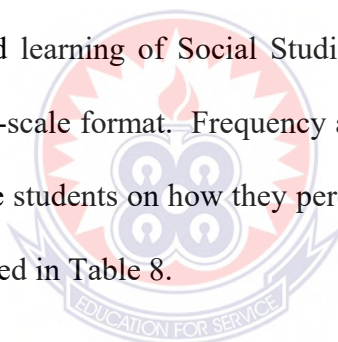 d learning of Social Studi
-scale format. Frequency a
e students on how they per
ed in Table 8.
EDUCATION FOR SERVICE